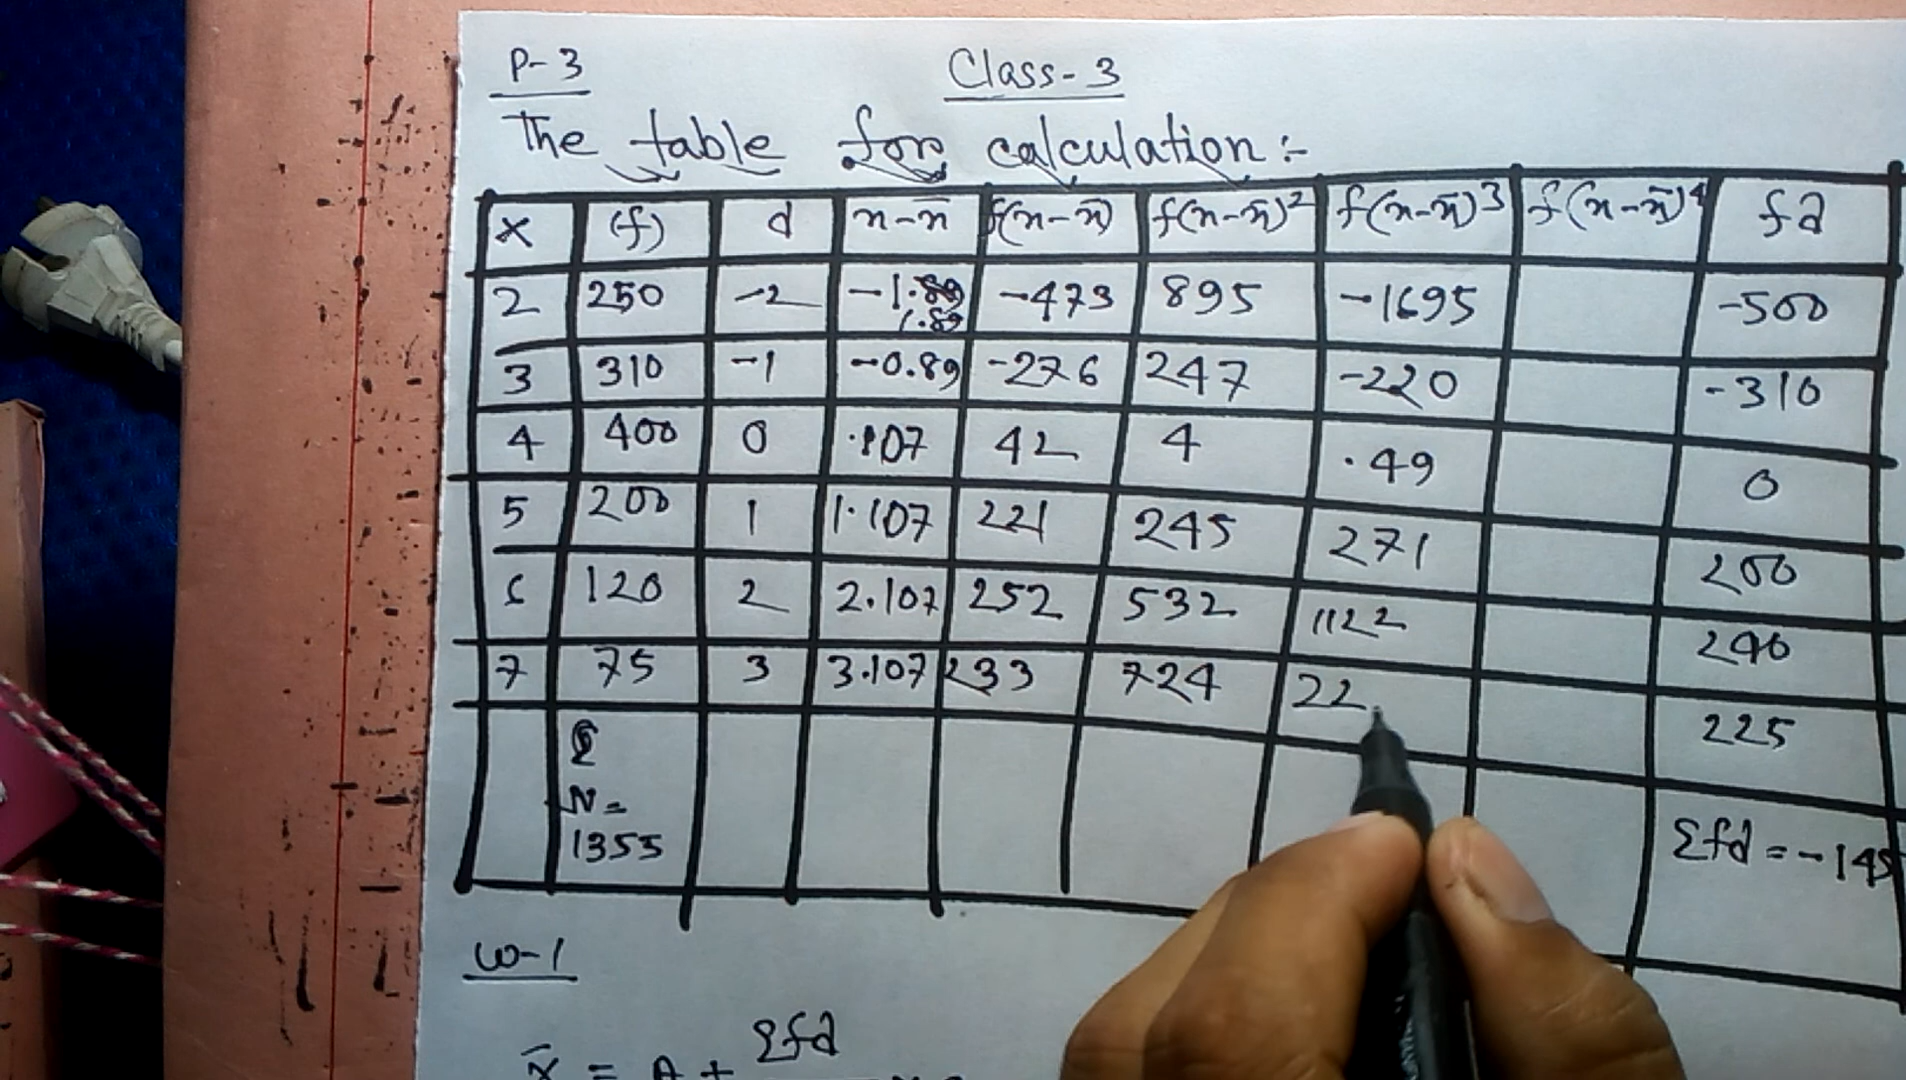 P-3
Class-3
The table for calculation:-
x (f) d n-n̄ f(n-n̄) f(n-n̄)² f(n-n̄)³ f(n-n̄)⁴ fd
2 250 -2 -1.89 -473 895 -1695 -500
1.89
3 310 -1 -0.89 -276 247 -220 -310
4 400 0 .107 42 4 .49 0
5 200 1 1.107 221 245 271 200
6 120 2 2.107 252 532 1122 240
7 75 3 3.107 233 724 22 225
Σ
N=
1355
Σfd = -145
W-1
Σfd
x̄ = A +